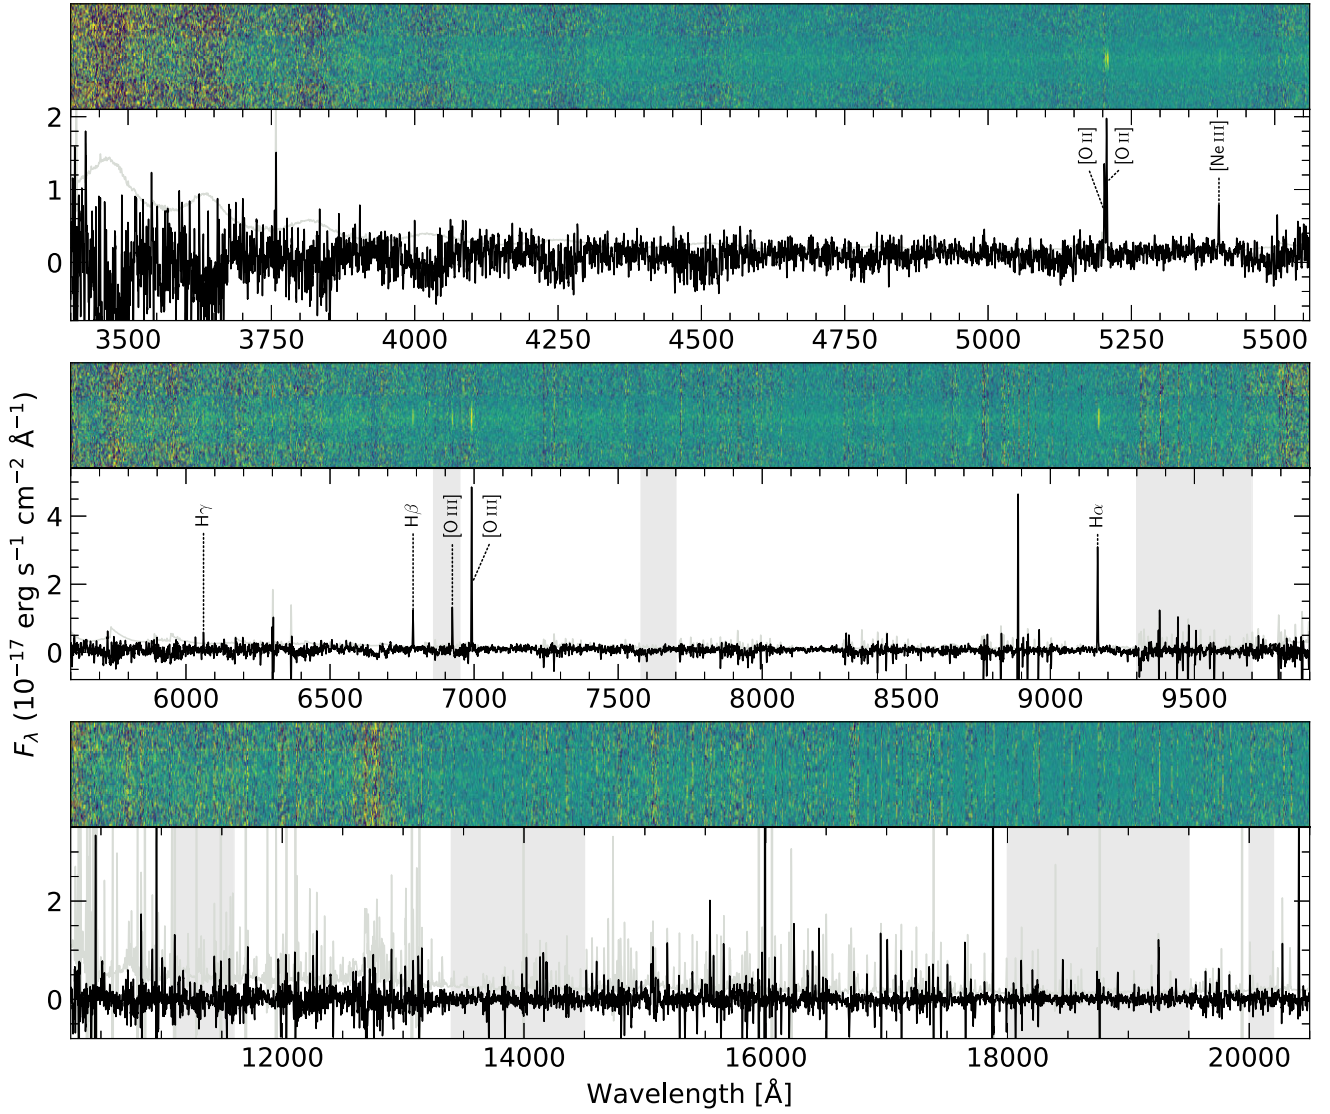 2
1
0
[O II]
[O II]
[Ne III]
3500 3750 4000 4250 4500 4750 5000 5250 5500
4
2
0
Hγ
Hβ
[O III]
[O III]
Hα
6000 6500 7000 7500 8000 8500 9000 9500
2
0
12000 14000 16000 18000 20000
F_λ (10⁻¹⁷ erg s⁻¹ cm⁻² Å⁻¹)
Wavelength [Å]